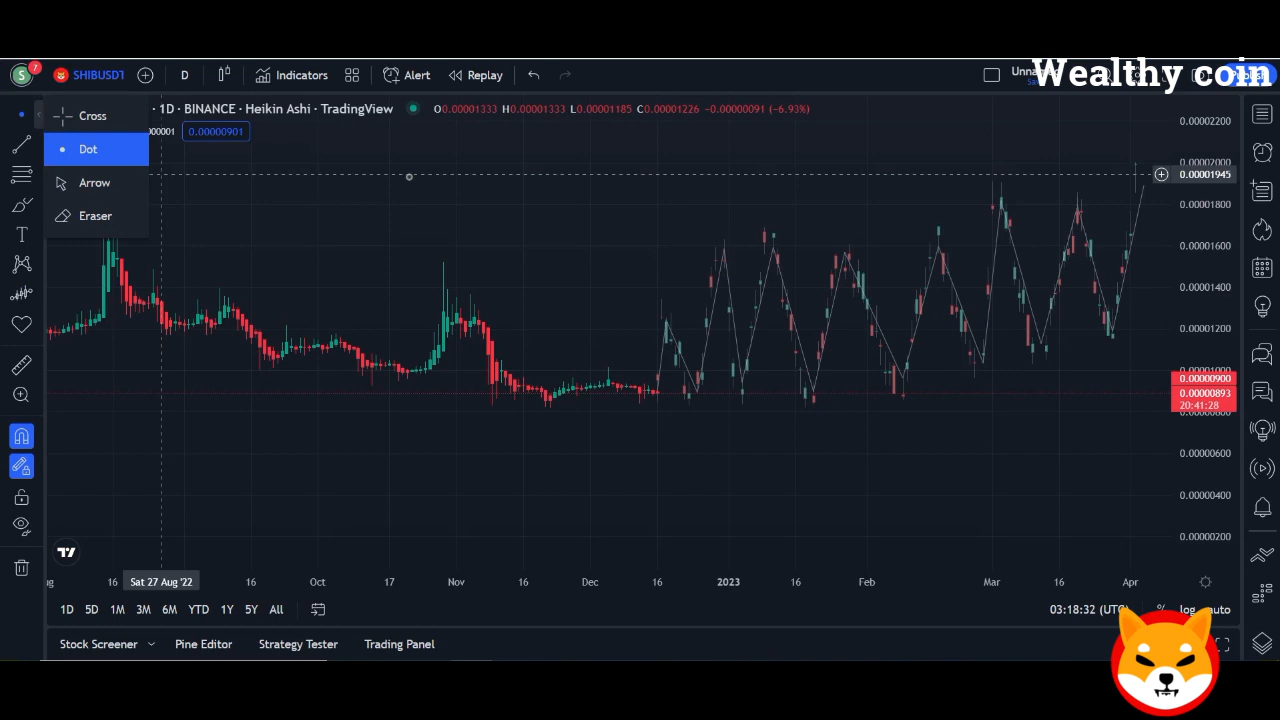 Wealthy coin
S 7 SHIBUSDT D Indicators Alert Replay
Cross · 1D · BINANCE · Heikin Ashi · TradingView O0.00001333 H0.00001333 L0.00001185 C0.00001226 −0.00000091 (−6.93%)
0.00000901
Dot
Arrow
Eraser
0.00002200
0.00002000
0.00001945
0.00001800
0.00001600
0.00001400
0.00001200
0.00000900
0.00000893
20:41:28
0.00000600
0.00000400
0.00000200
16 Sat 27 Aug '22 16 Oct 17 Nov 16 Dec 16 2023 16 Feb Mar 16 Apr
1D 5D 1M 3M 6M YTD 1Y 5Y All 03:18:32 % log
Stock Screener Pine Editor Strategy Tester Trading Panel